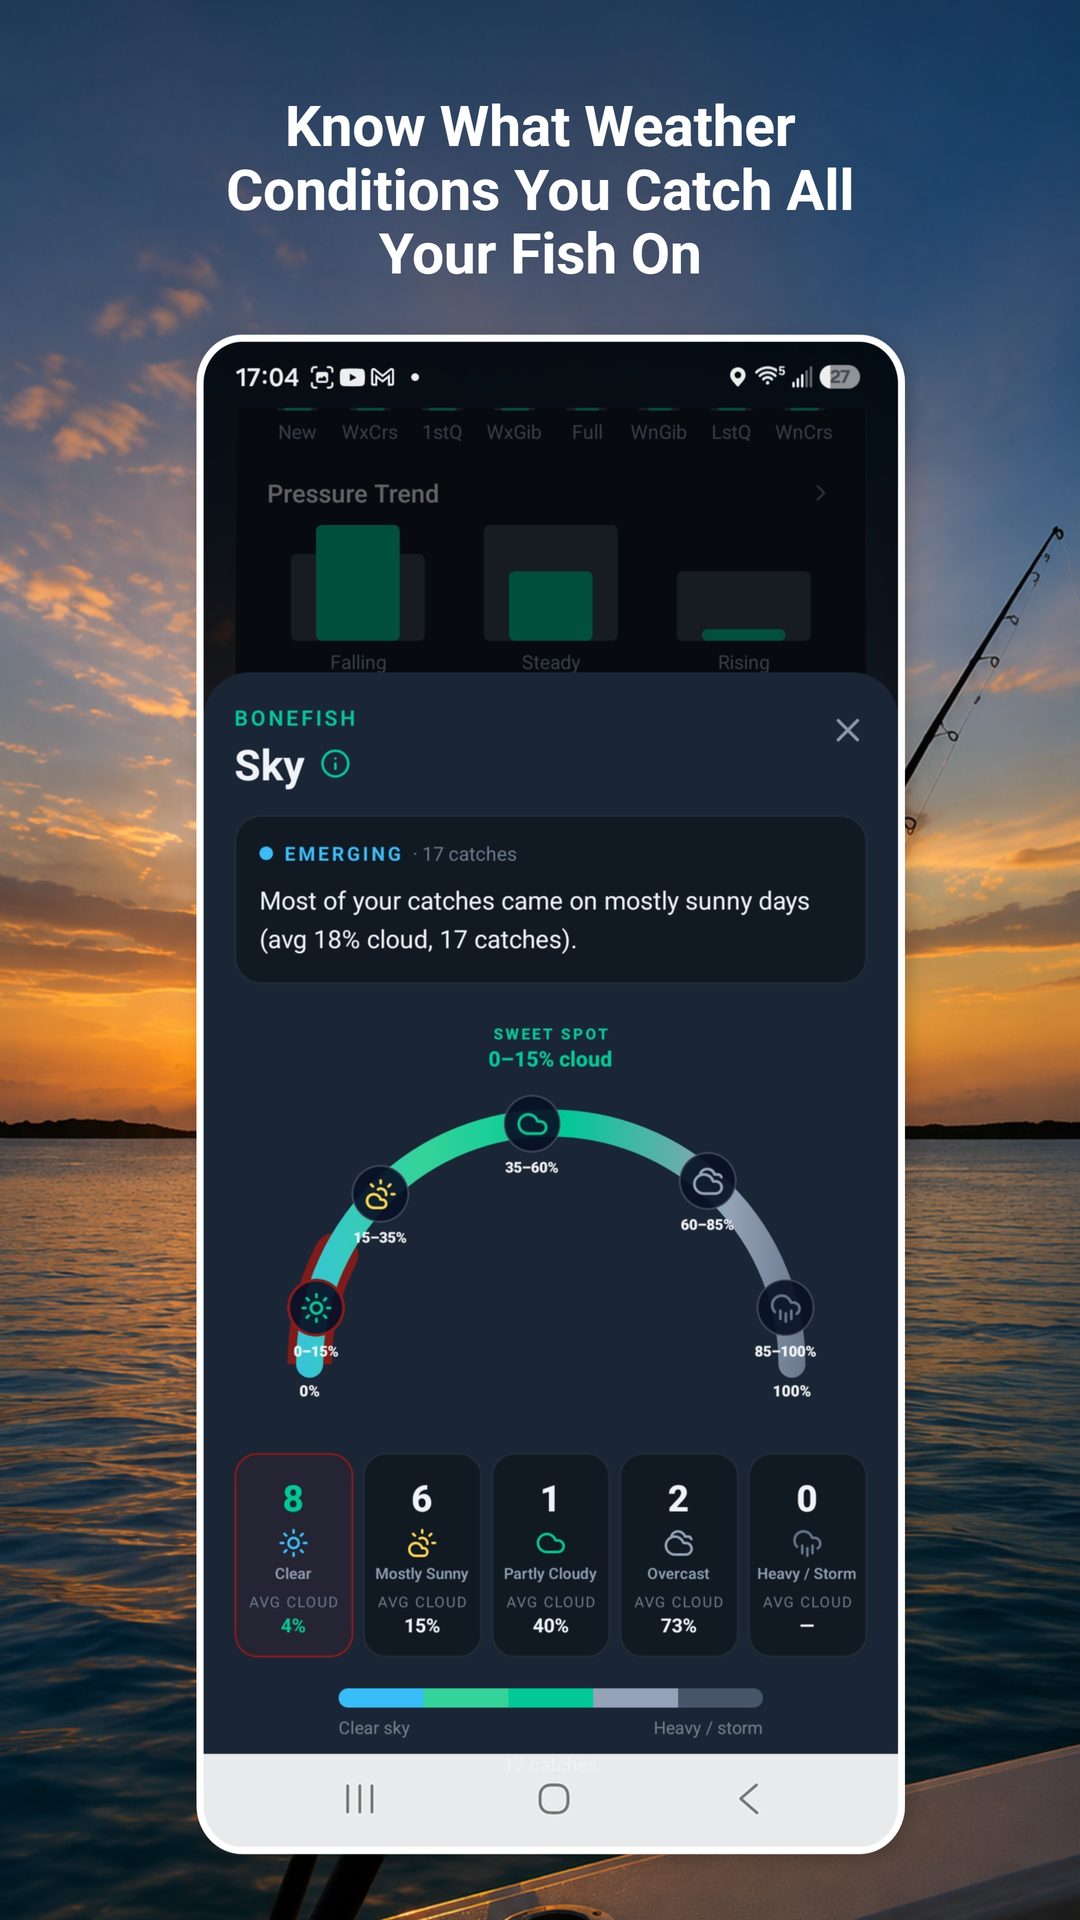 Know What Weather
Conditions You Catch All
Your Fish On
17:04
5
27
New WxCrs 1stQ WxGib Full WnGib LstQ WnCrs
Pressure Trend
Falling Steady Rising
BONEFISH
Sky
EMERGING · 17 catches
Most of your catches came on mostly sunny days
(avg 18% cloud, 17 catches).
SWEET SPOT
0–15% cloud
35–60%
15–35%
60–85%
0–15%
85–100%
0%
100%
8 6 1 2 0
Clear Mostly Sunny Partly Cloudy Overcast Heavy / Storm
AVG CLOUD AVG CLOUD AVG CLOUD AVG CLOUD AVG CLOUD
4% 15% 40% 73% –
Clear sky Heavy / storm
17 catches